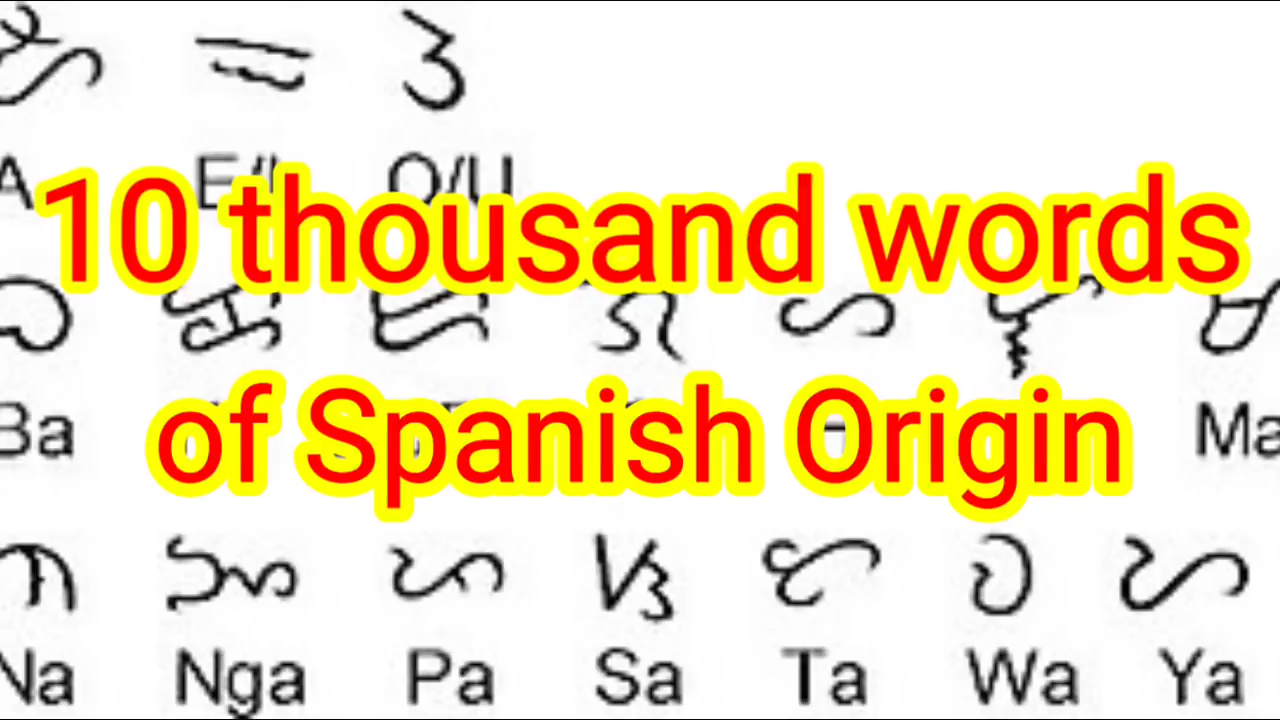 ᜀ ᜁ ᜂ
A E/I O/U
10 thousand words
ᜊ ᜃ ᜇ ᜄ ᜑ ᜎ ᜋ
Ba Ma
of Spanish Origin
ᜈ ᜅ ᜉ ᜐ ᜆ ᜏ ᜌ
Na Nga Pa Sa Ta Wa Ya